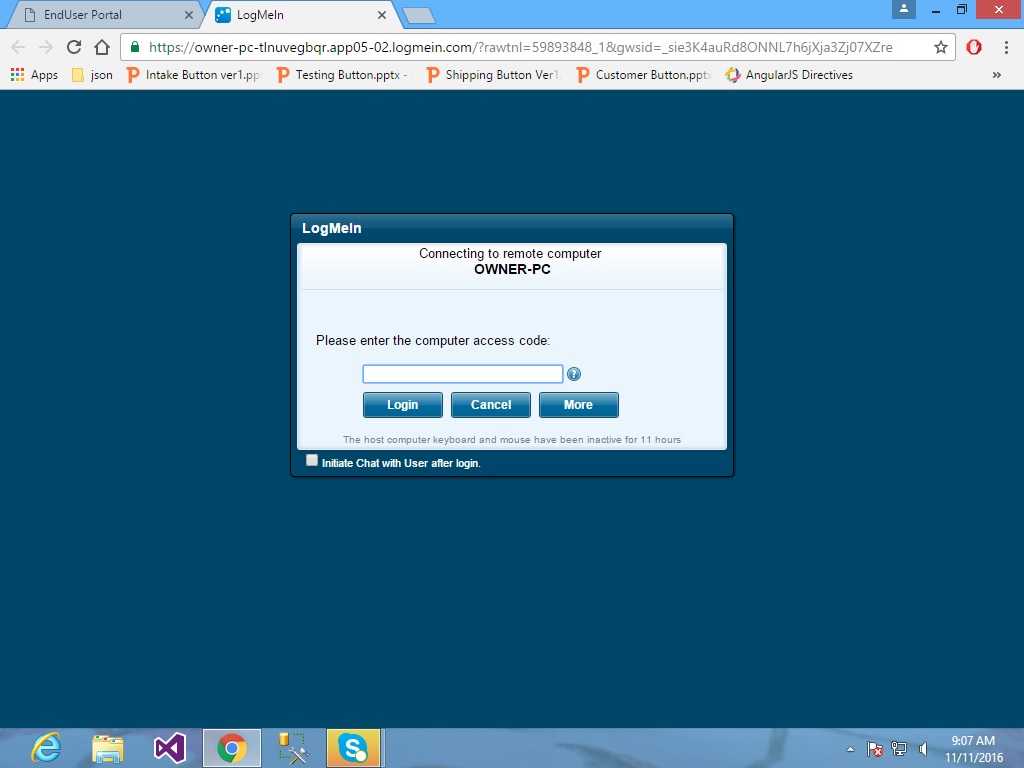 EndUser Portal
LogMeIn
https://owner-pc-tlnuvegbqr.app05-02.logmein.com/?rawtnl=59893848_1&gwsid=_sie3K4auRd8ONNL7h6jXja3Zj07XZre
Apps json Intake Button ver1.pp Testing Button.pptx - Shipping Button Ver1. Customer Button.ppt AngularJS Directives »
LogMeIn
Connecting to remote computer
OWNER-PC
Please enter the computer access code:
Login Cancel More
The host computer keyboard and mouse have been inactive for 11 hours
Initiate Chat with User after login.
9:07 AM
11/11/2016